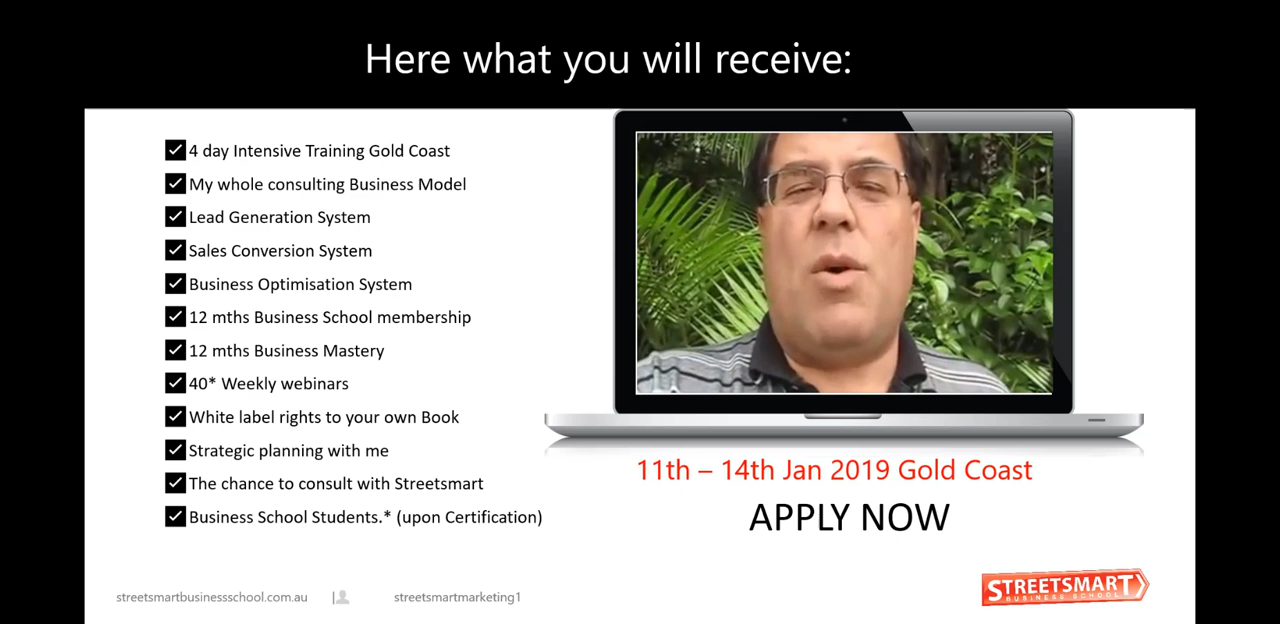 Here what you will receive:
4 day Intensive Training Gold Coast
My whole consulting Business Model
Lead Generation System
Sales Conversion System
Business Optimisation System
12 mths Business School membership
12 mths Business Mastery
40* Weekly webinars
White label rights to your own Book
Strategic planning with me
The chance to consult with Streetsmart
Business School Students.* (upon Certification)
11th – 14th Jan 2019 Gold Coast
APPLY NOW
streetsmartbusinessschool.com.au
streetsmartmarketing1
STREETSMART
BUSINESS SCHOOL